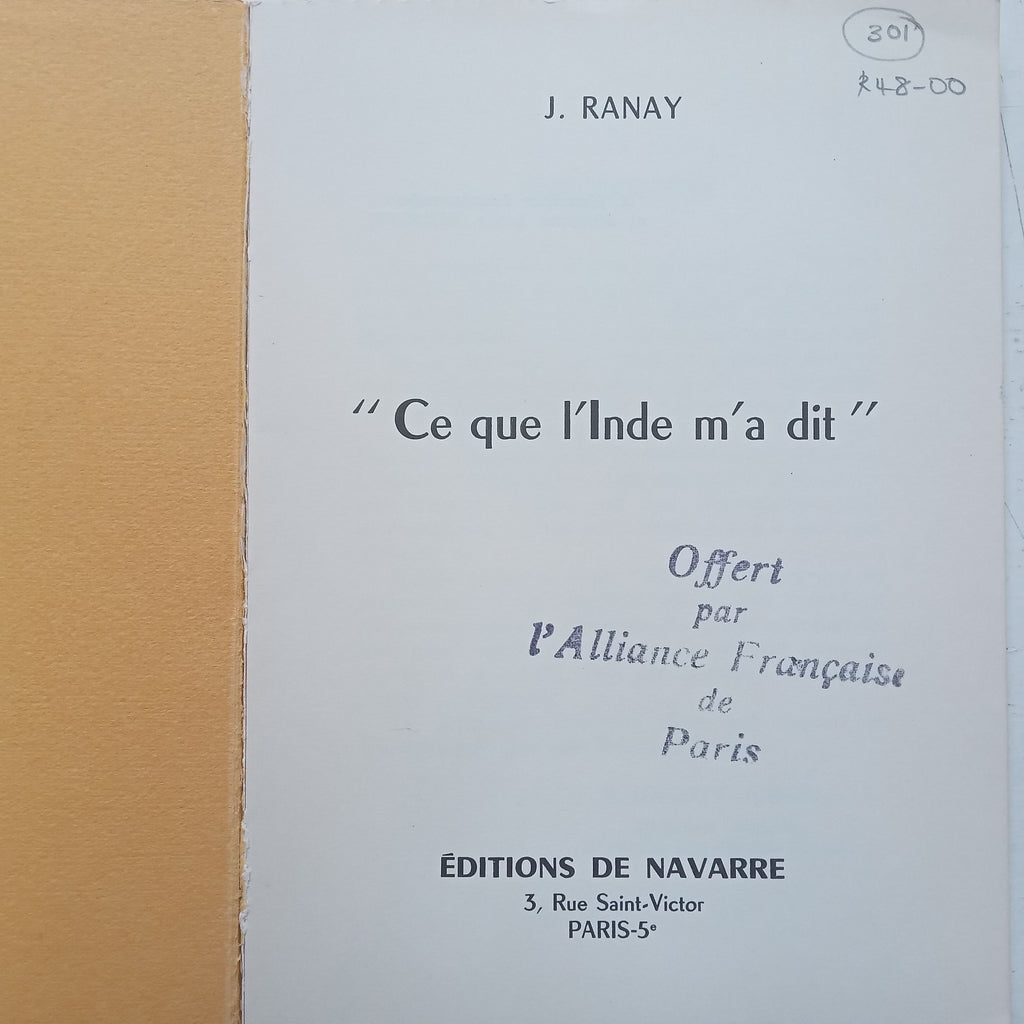 301
R48-00
J. RANAY
“Ce que l'Inde m'a dit”
Offert
par
l'Alliance Française
de
Paris
ÉDITIONS DE NAVARRE
3, Rue Saint-Victor
PARIS-5e